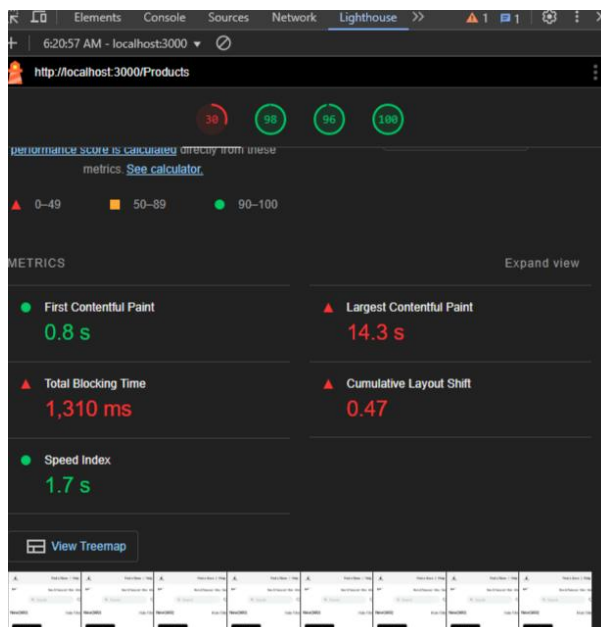 Elements Console Sources Network Lighthouse 1 1
6:20:57 AM - localhost:3000
http://localhost:3000/Products
30 98 96 100
performance score is calculated directly from these
metrics. See calculator.
0–49 50–89 90–100
METRICS Expand view
First Contentful Paint
0.8 s
Largest Contentful Paint
14.3 s
Total Blocking Time
1,310 ms
Cumulative Layout Shift
0.47
Speed Index
1.7 s
View Treemap